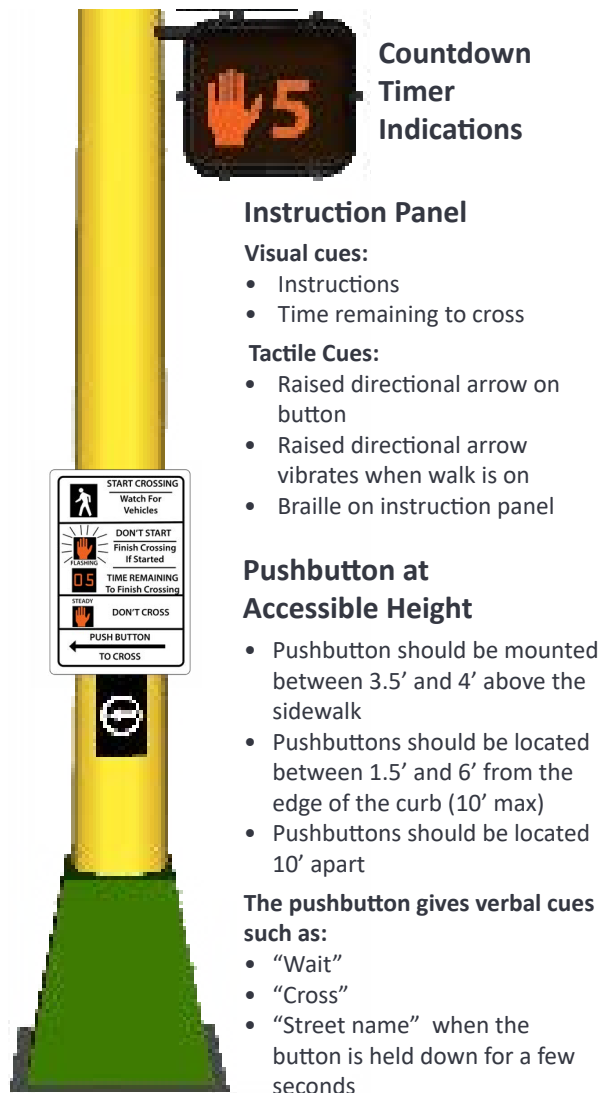 5
Countdown
Timer
Indications
Instruction Panel
Visual cues:
• Instructions
• Time remaining to cross
Tactile Cues:
• Raised directional arrow on
button
• Raised directional arrow
vibrates when walk is on
• Braille on instruction panel
START CROSSING
Watch For
Vehicles
DON'T START
Finish Crossing
If Started
FLASHING
05
TIME REMAINING
To Finish Crossing
STEADY
DON'T CROSS
PUSH BUTTON
TO CROSS
Pushbutton at
Accessible Height
• Pushbutton should be mounted
between 3.5’ and 4’ above the
sidewalk
• Pushbuttons should be located
between 1.5’ and 6’ from the
edge of the curb (10’ max)
• Pushbuttons should be located
10’ apart
The pushbutton gives verbal cues
such as:
• “Wait”
• “Cross”
• “Street name”  when the
button is held down for a few
seconds